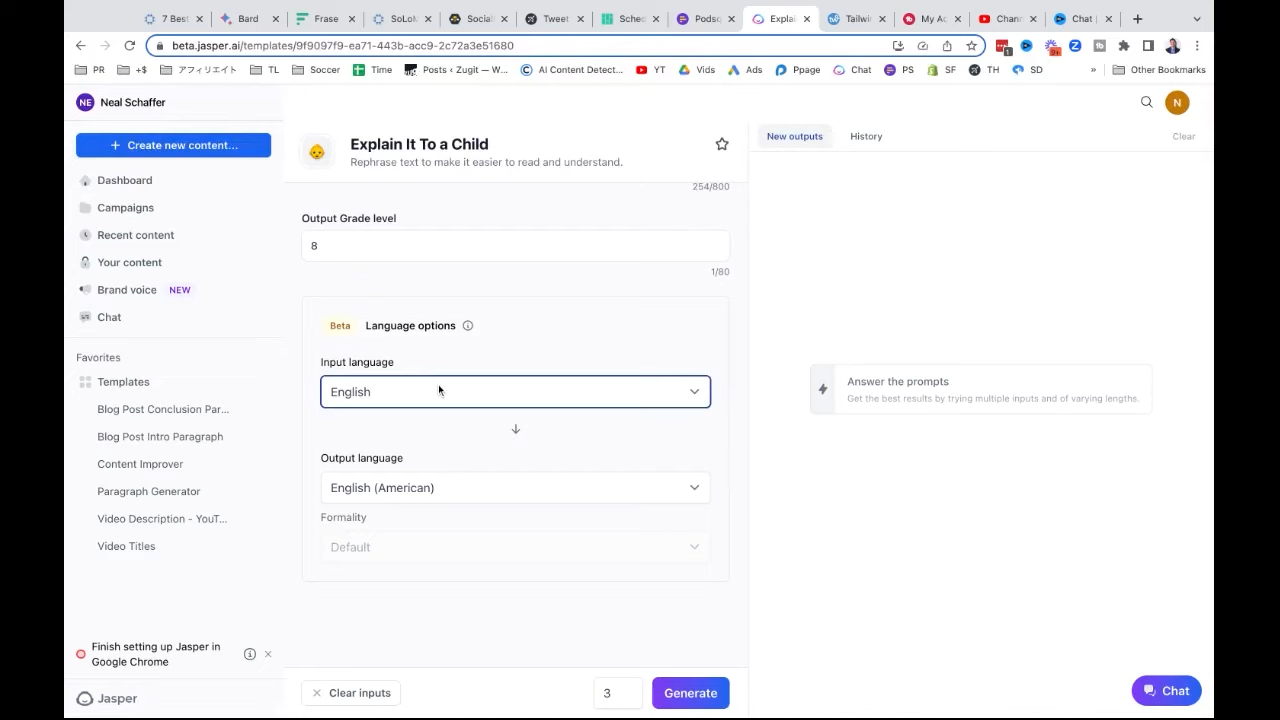 7 Best
Bard
Frase
SoLoM
Social
Tweet
Sched
Podsq
Explai
Tailwi
My Ac
Chann
Chat |
beta.jasper.ai/templates/9f9097f9-ea71-443b-acc9-2c72a3e51680
PR
+$
アフィリエイト
TL
Soccer
Time
Posts ‹ Zugit — W...
AI Content Detect...
YT
Vids
Ads
Ppage
Chat
PS
SF
TH
SD
»
Other Bookmarks
NE Neal Schaffer
N
+ Create new content...
Dashboard
Campaigns
Recent content
Your content
Brand voice NEW
Chat
Favorites
Templates
Blog Post Conclusion Par...
Blog Post Intro Paragraph
Content Improver
Paragraph Generator
Video Description - YouT...
Video Titles
Finish setting up Jasper in
Google Chrome
Jasper
Explain It To a Child
Rephrase text to make it easier to read and understand.
254/800
Output Grade level
8
1/80
Beta Language options
Input language
English
Output language
English (American)
Formality
Default
Clear inputs
3
Generate
New outputs
History
Clear
Answer the prompts
Get the best results by trying multiple inputs and of varying lengths.
Chat